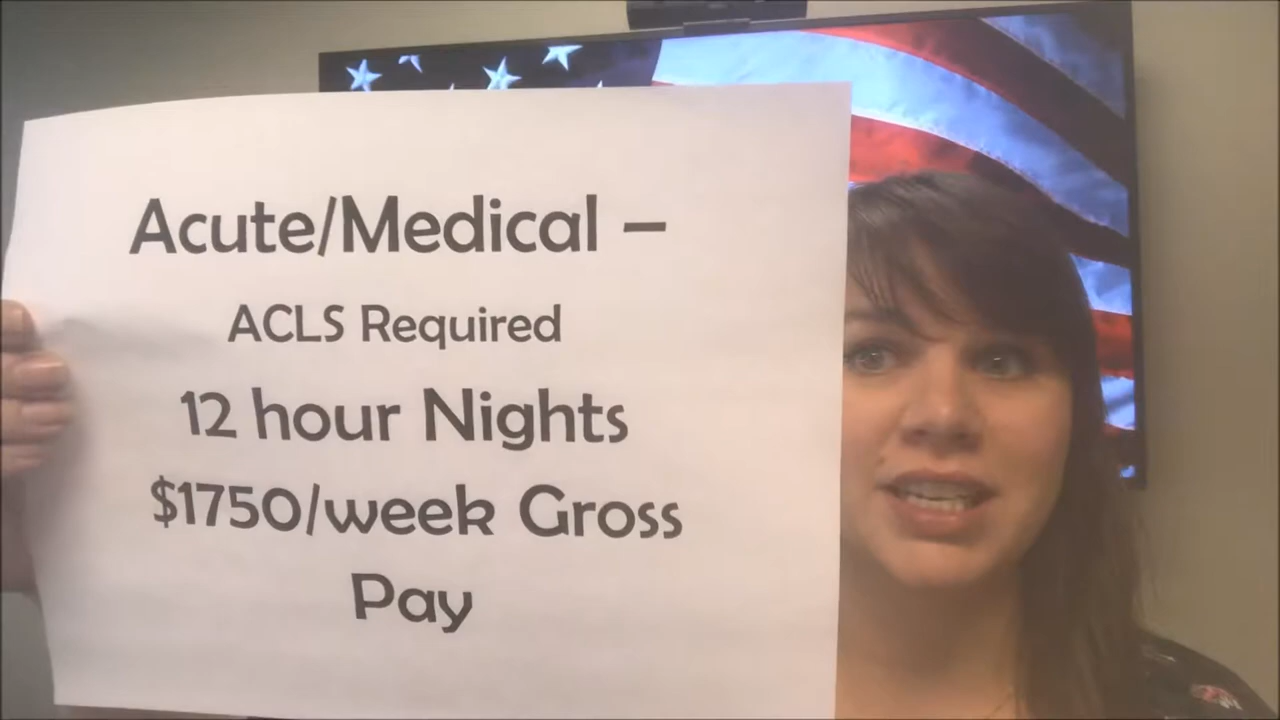 Acute/Medical –
ACLS Required
12 hour Nights
$1750/week Gross
Pay